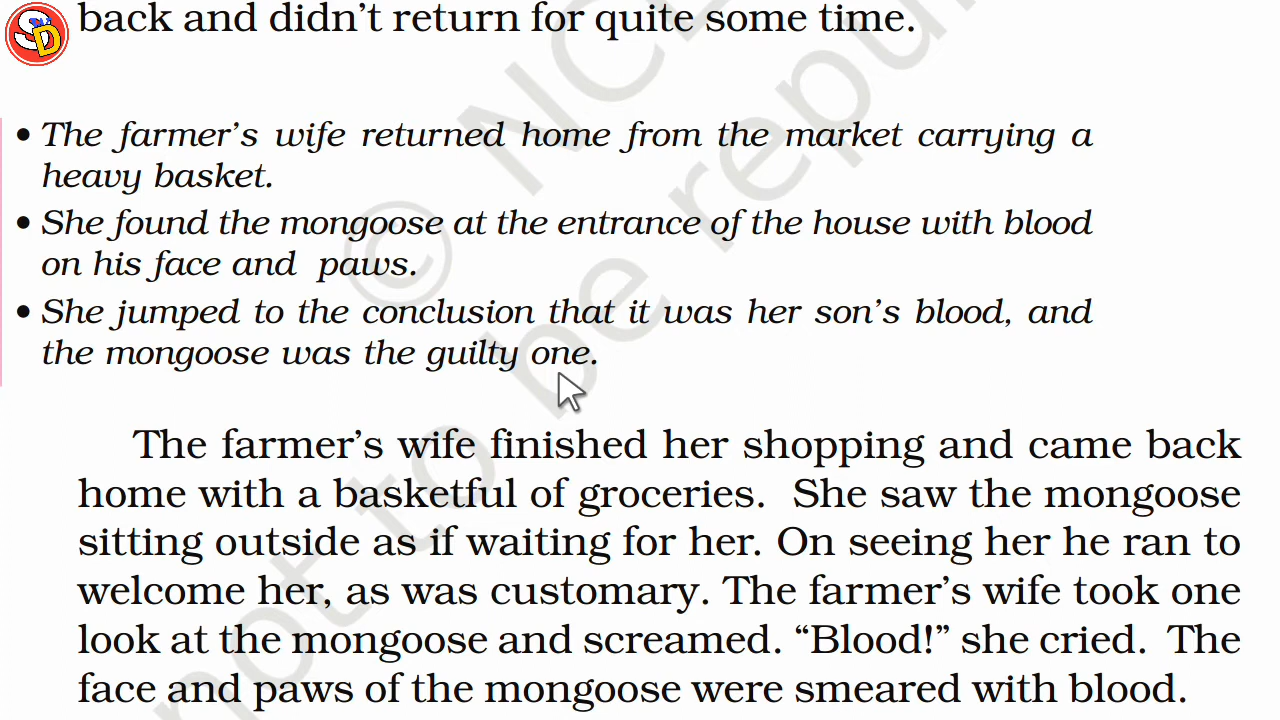 back and didn't return for quite some time.
SD
• The farmer's wife returned home from the market carrying a
heavy basket.
• She found the mongoose at the entrance of the house with blood
on his face and paws.
• She jumped to the conclusion that it was her son's blood, and
the mongoose was the guilty one.
The farmer's wife finished her shopping and came back
home with a basketful of groceries. She saw the mongoose
sitting outside as if waiting for her. On seeing her he ran to
welcome her, as was customary. The farmer's wife took one
look at the mongoose and screamed. “Blood!” she cried. The
face and paws of the mongoose were smeared with blood.
© NCE
not to be repu